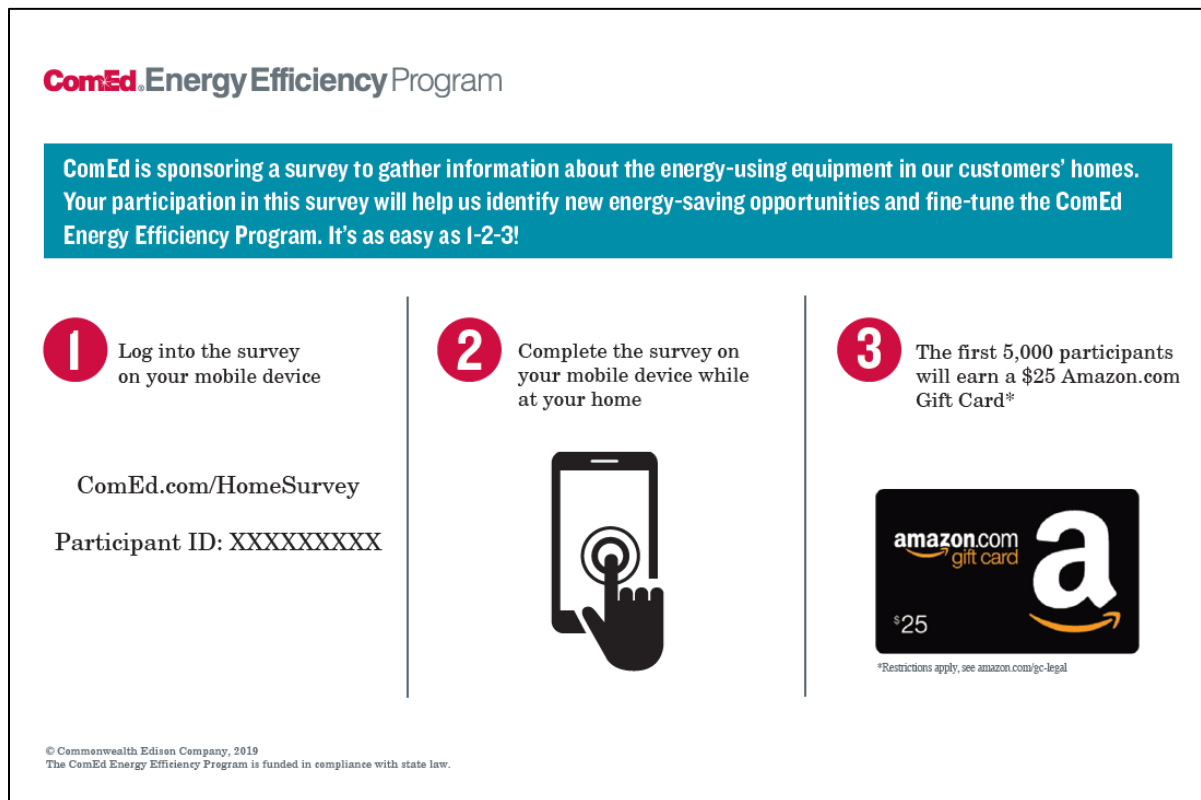 ComEd®Energy Efficiency Program
ComEd is sponsoring a survey to gather information about the energy-using equipment in our customers' homes.
Your participation in this survey will help us identify new energy-saving opportunities and fine-tune the ComEd
Energy Efficiency Program. It's as easy as 1-2-3!
1
Log into the survey
on your mobile device
ComEd.com/HomeSurvey
Participant ID: XXXXXXXXX
2
Complete the survey on
your mobile device while
at your home
3
The first 5,000 participants
will earn a $25 Amazon.com
Gift Card*
amazon.com
gift card
a
$25
*Restrictions apply, see amazon.com/gc-legal
© Commonwealth Edison Company, 2019
The ComEd Energy Efficiency Program is funded in compliance with state law.